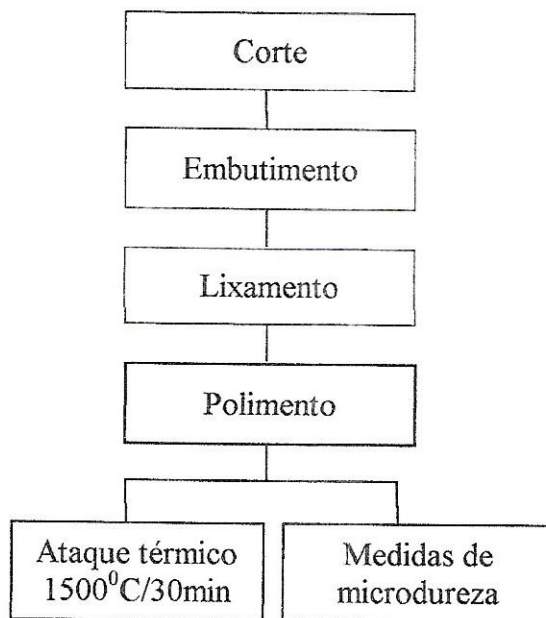 Corte
Embutimento
Lixamento
Polimento
Ataque térmico
1500⁰C/30min
Medidas de
microdureza